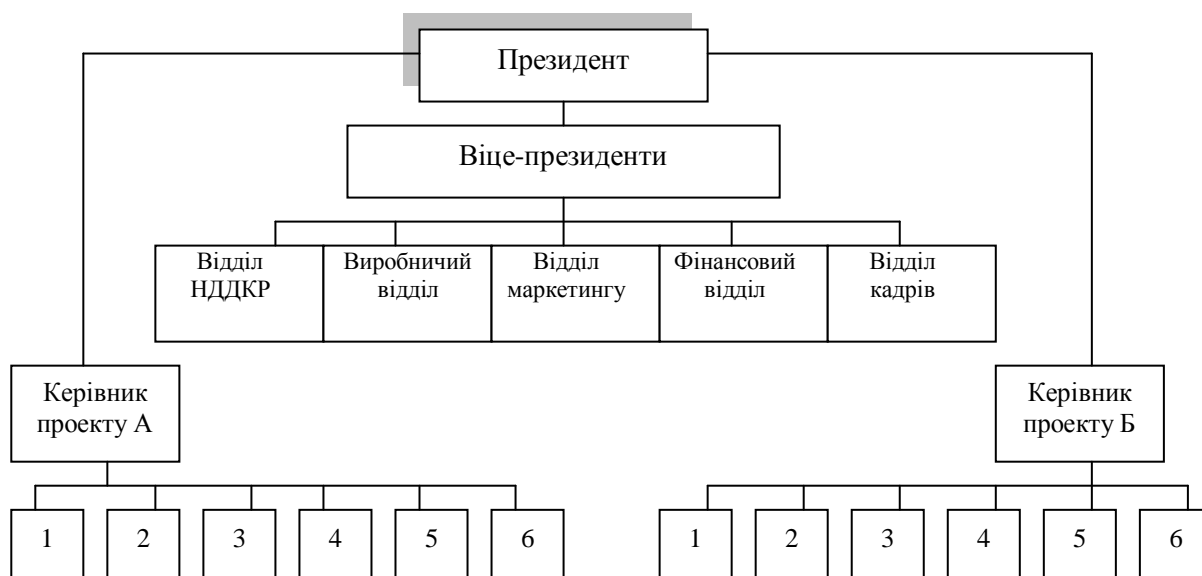 Президент
Віце-президенти
Відділ
НДДКР
Виробничий
відділ
Відділ
маркетингу
Фінансовий
відділ
Відділ
кадрів
Керівник
проекту А
Керівник
проекту Б
1 2 3 4 5 6
1 2 3 4 5 6